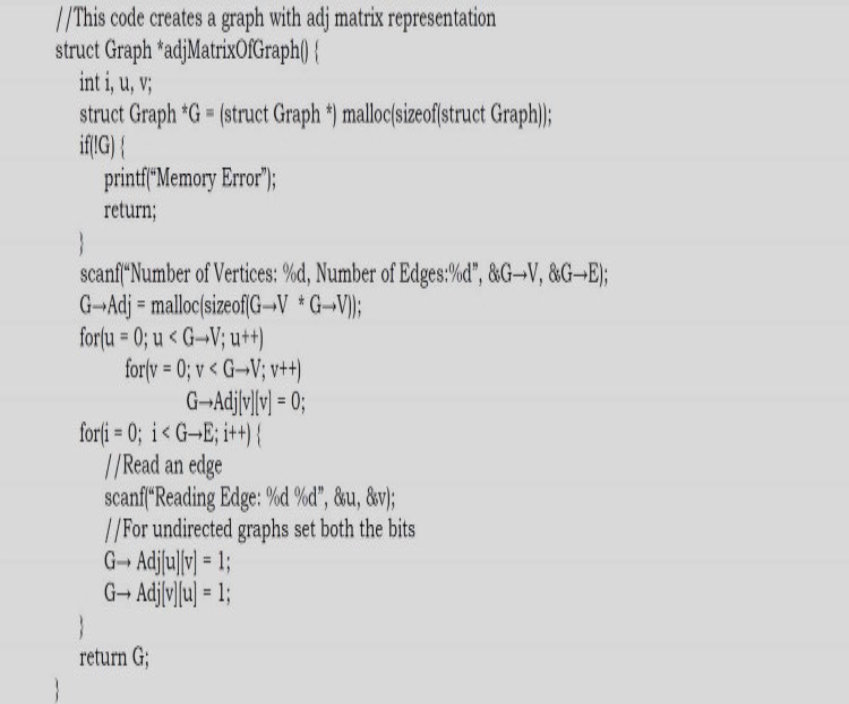 //This code creates a graph with adj matrix representation
struct Graph *adjMatrixOfGraph() {
int i, u, v;
struct Graph *G = (struct Graph *) malloc(sizeof(struct Graph));
if(!G) {
printf(“Memory Error”);
return;
}
scanf(“Number of Vertices: %d, Number of Edges:%d”, &G→V, &G→E);
G→Adj = malloc(sizeof(G→V * G→V));
for(u = 0; u < G→V; u++)
for(v = 0; v < G→V; v++)
G→Adj[v][v] = 0;
for(i = 0; i < G→E; i++) {
//Read an edge
scanf(“Reading Edge: %d %d”, &u, &v);
//For undirected graphs set both the bits
G→ Adj[u][v] = 1;
G→ Adj[v][u] = 1;
}
return G;
}